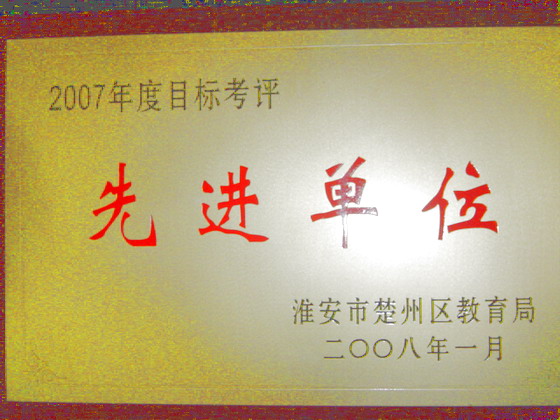 2007年度目标考评
先进单位
淮安市楚州区教育局
二〇〇八年一月